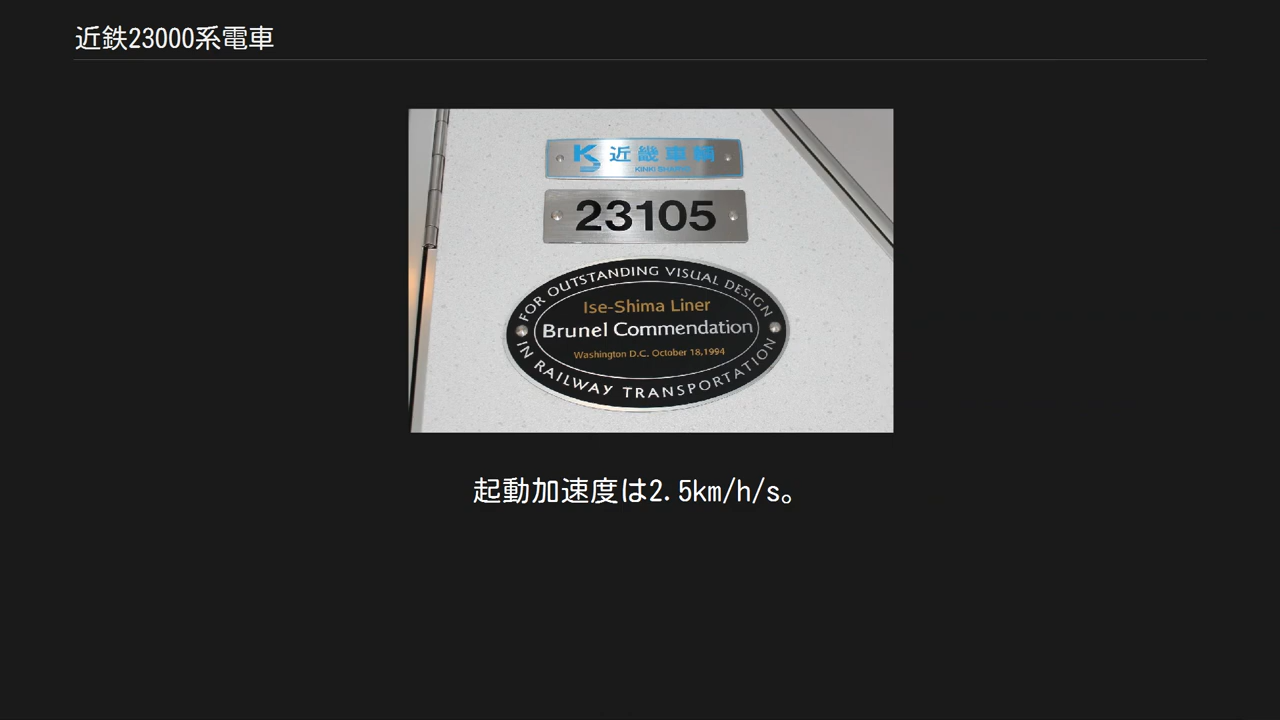 近鉄23000系電車
近畿車輛
KINKI SHARYO
23105
FOR OUTSTANDING VISUAL DESIGN
Ise-Shima Liner
Brunel Commendation
Washington D.C. October 18,1994
IN RAILWAY TRANSPORTATION
起動加速度は2.5km/h/s。